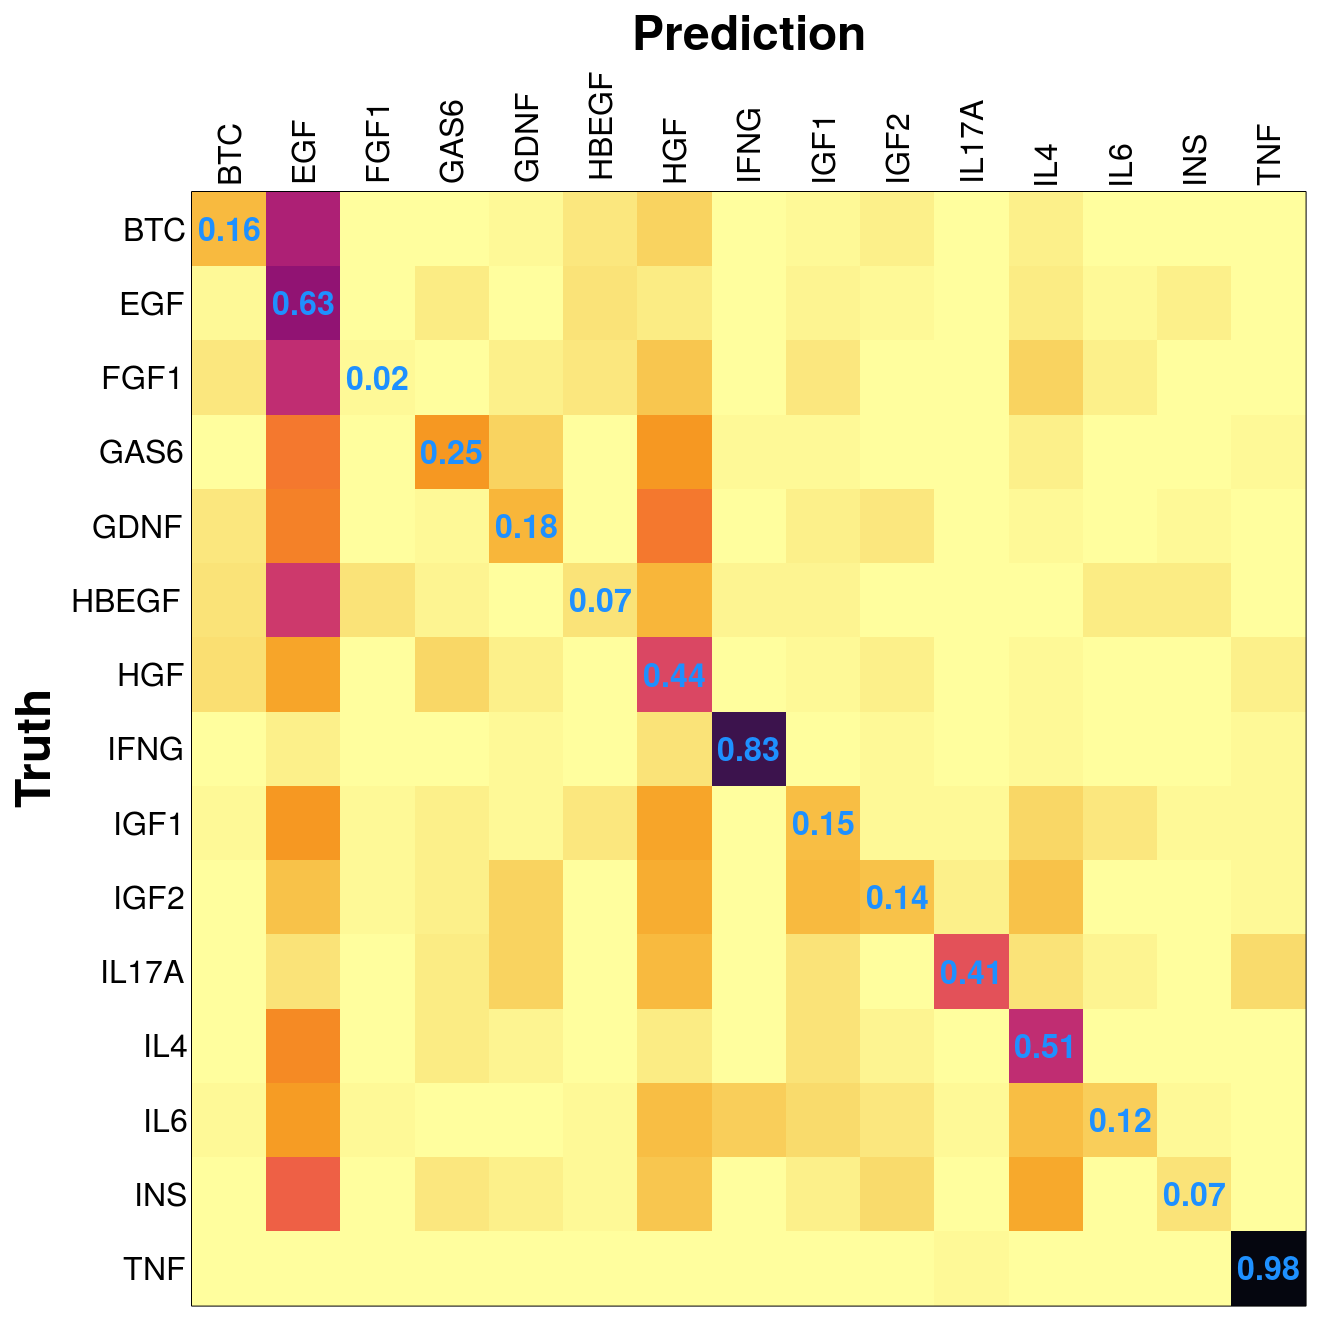 Prediction
BTC EGF FGF1 GAS6 GDNF HBEGF HGF IFNG IGF1 IGF2 IL17A IL4 IL6 INS TNF
Truth
BTC 0.16
EGF 0.63
FGF1 0.02
GAS6 0.25
GDNF 0.18
HBEGF 0.07
HGF 0.44
IFNG 0.83
IGF1 0.15
IGF2 0.14
IL17A 0.41
IL4 0.51
IL6 0.12
INS 0.07
TNF 0.98